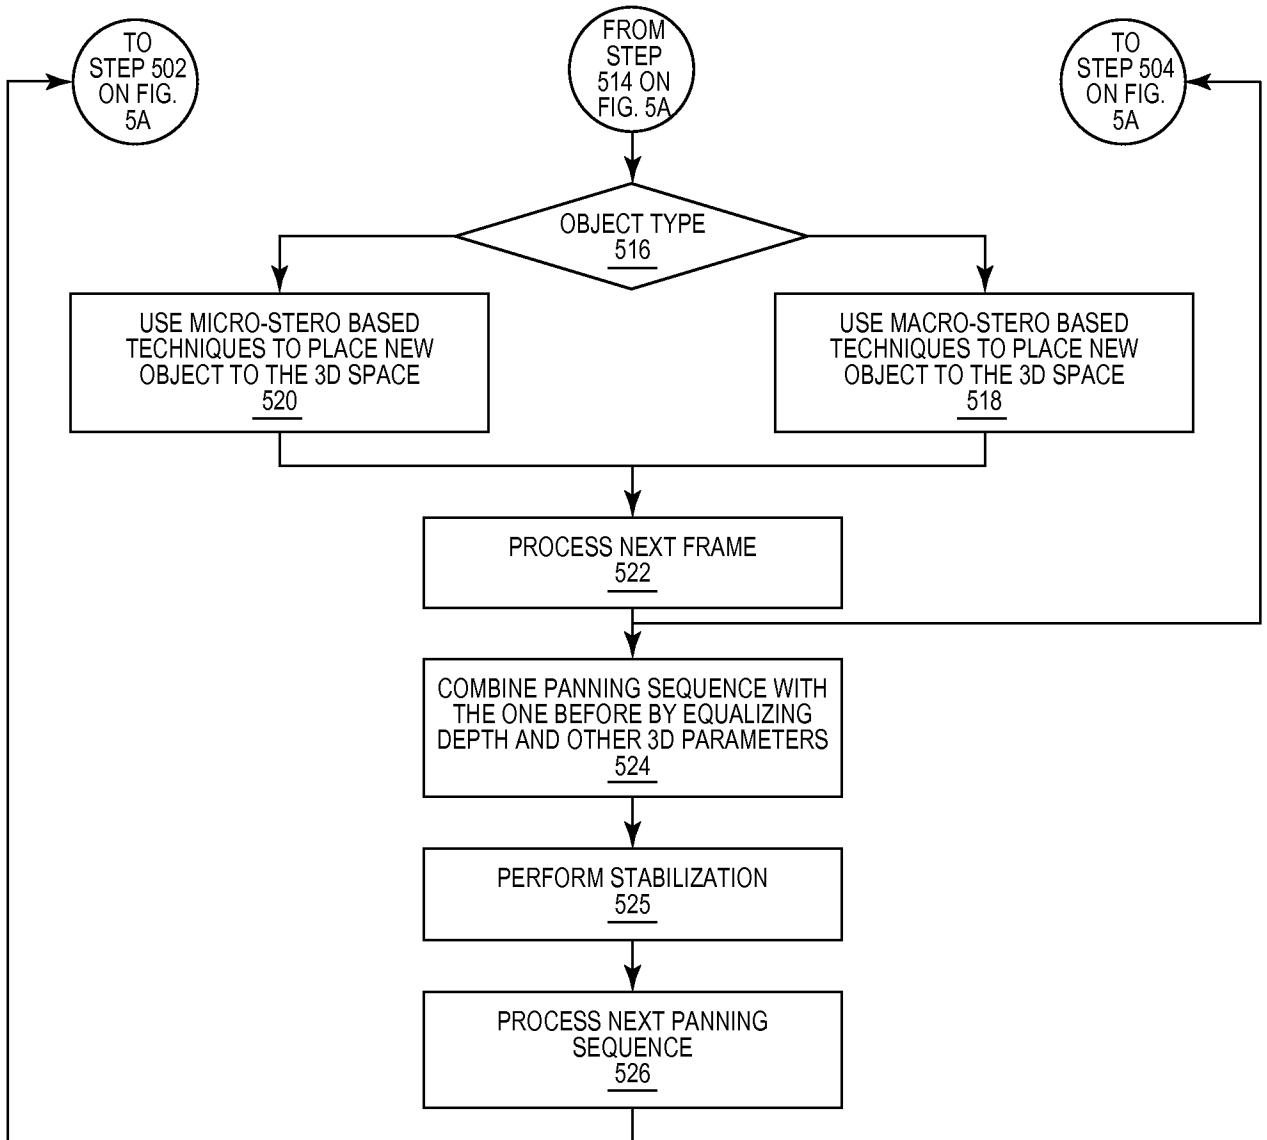 TO
STEP 502
ON FIG.
5A
FROM
STEP
514 ON
FIG. 5A
TO
STEP 504
ON FIG.
5A
OBJECT TYPE
516
USE MICRO-STERO BASED
TECHNIQUES TO PLACE NEW
OBJECT TO THE 3D SPACE
520
USE MACRO-STERO BASED
TECHNIQUES TO PLACE NEW
OBJECT TO THE 3D SPACE
518
PROCESS NEXT FRAME
522
COMBINE PANNING SEQUENCE WITH
THE ONE BEFORE BY EQUALIZING
DEPTH AND OTHER 3D PARAMETERS
524
PERFORM STABILIZATION
525
PROCESS NEXT PANNING
SEQUENCE
526